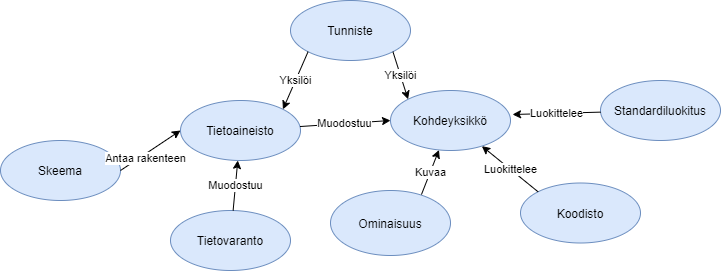 Tunniste
Yksilöi
Yksilöi
Tietoaineisto
Muodostuu
Kohdeyksikkö
Luokittelee
Standardiluokitus
Skeema
Antaa rakenteen
Muodostuu
Kuvaa
Luokittelee
Tietovaranto
Ominaisuus
Koodisto